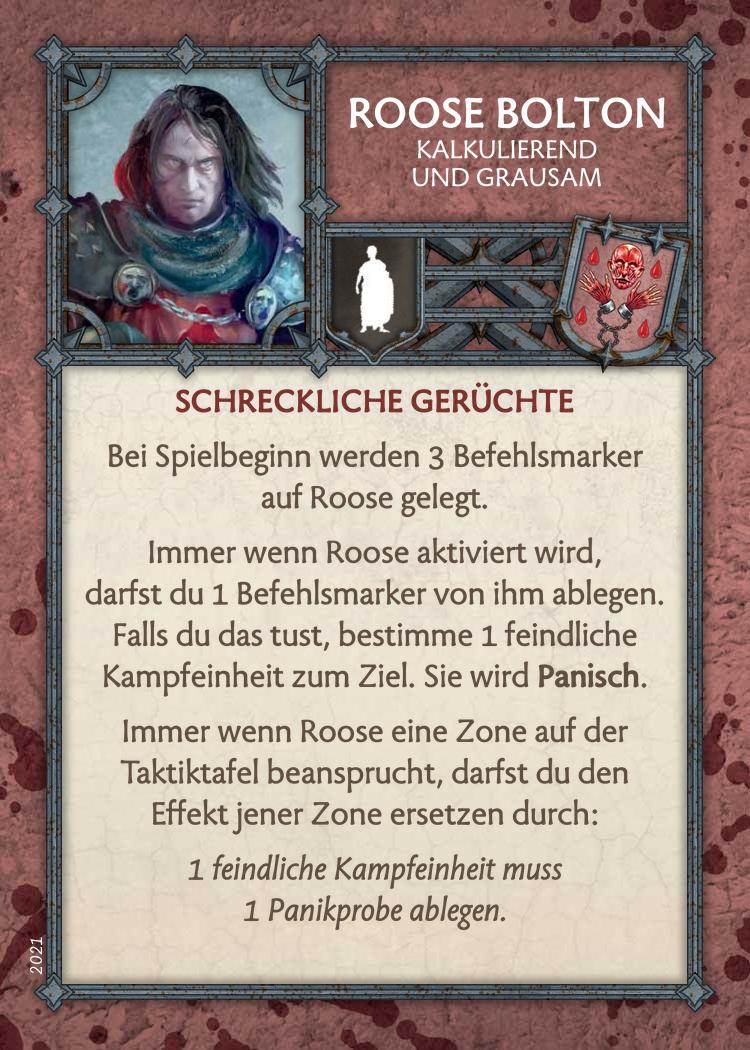 ROOSE BOLTON
KALKULIEREND
UND GRAUSAM
SCHRECKLICHE GERÜCHTE
Bei Spielbeginn werden 3 Befehlsmarker
auf Roose gelegt.
Immer wenn Roose aktiviert wird,
darfst du 1 Befehlsmarker von ihm ablegen.
Falls du das tust, bestimme 1 feindliche
Kampfeinheit zum Ziel. Sie wird Panisch.
Immer wenn Roose eine Zone auf der
Taktiktafel beansprucht, darfst du den
Effekt jener Zone ersetzen durch:
1 feindliche Kampfeinheit muss
1 Panikprobe ablegen.
2021